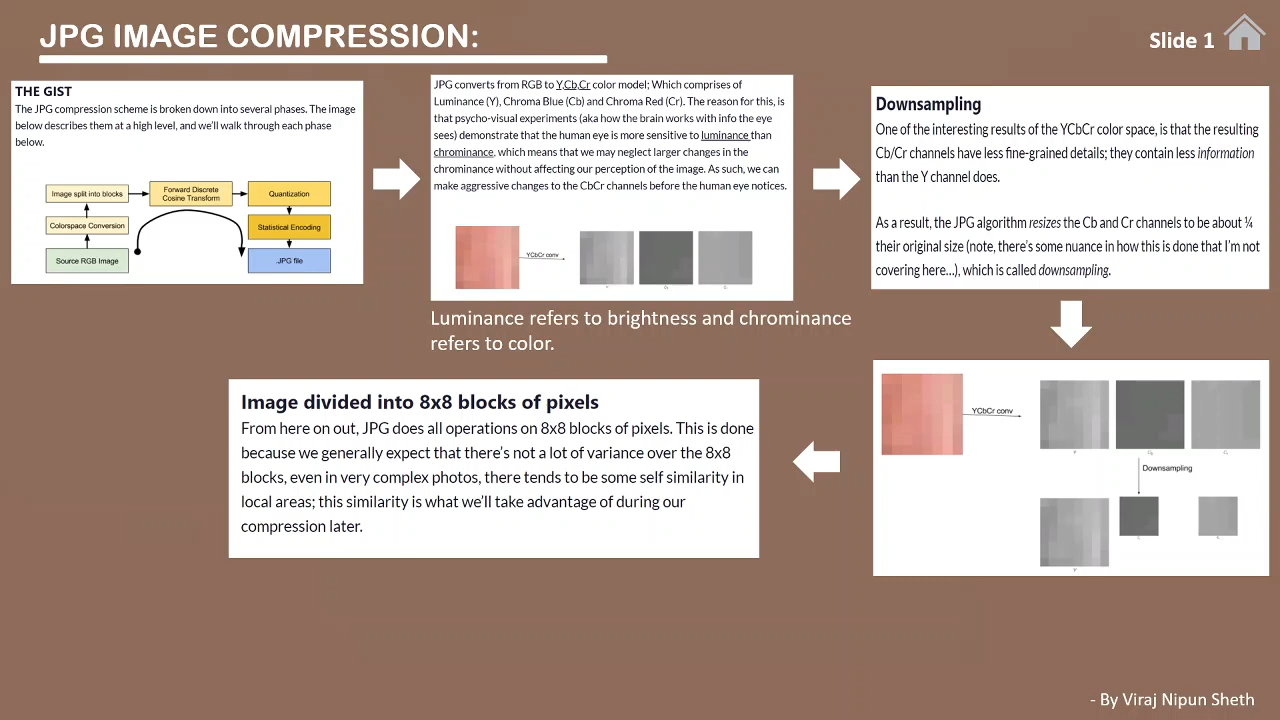 JPG IMAGE COMPRESSION:
Slide 1
THE GIST
The JPG compression scheme is broken down into several phases. The image
below describes them at a high level, and we'll walk through each phase
below.
Image split into blocks
Forward Discrete
Cosine Transform
Quantization
Colorspace Conversion
Statistical Encoding
Source RGB Image
.JPG file
JPG converts from RGB to Y,Cb,Cr color model; Which comprises of
Luminance (Y), Chroma Blue (Cb) and Chroma Red (Cr). The reason for this, is
that psycho-visual experiments (aka how the brain works with info the eye
sees) demonstrate that the human eye is more sensitive to luminance than
chrominance, which means that we may neglect larger changes in the
chrominance without affecting our perception of the image. As such, we can
make aggressive changes to the CbCr channels before the human eye notices.
YCbCr conv
Luminance refers to brightness and chrominance
refers to color.
Downsampling
One of the interesting results of the YCbCr color space, is that the resulting
Cb/Cr channels have less fine-grained details; they contain less information
than the Y channel does.
As a result, the JPG algorithm resizes the Cb and Cr channels to be about ¼
their original size (note, there's some nuance in how this is done that I'm not
covering here…), which is called downsampling.
YCbCr conv
Downsampling
Image divided into 8x8 blocks of pixels
From here on out, JPG does all operations on 8x8 blocks of pixels. This is done
because we generally expect that there's not a lot of variance over the 8x8
blocks, even in very complex photos, there tends to be some self similarity in
local areas; this similarity is what we'll take advantage of during our
compression later.
- By Viraj Nipun Sheth